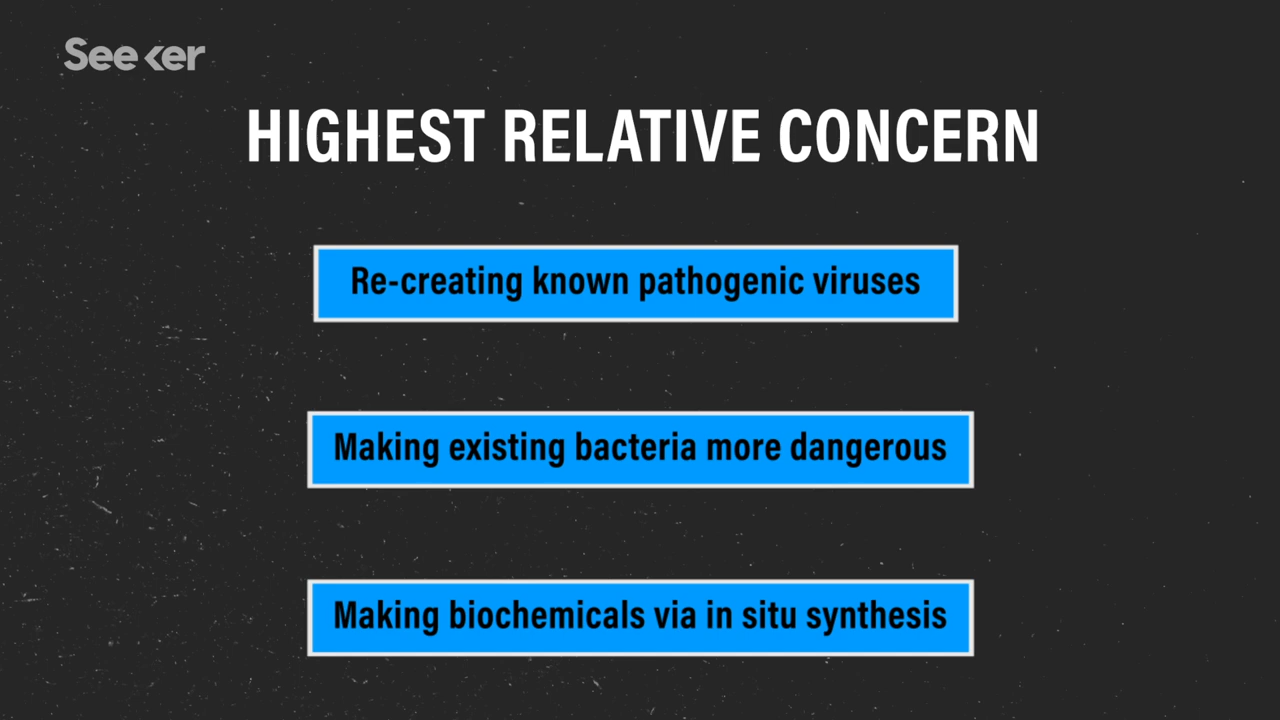 Seeker
HIGHEST RELATIVE CONCERN
Re-creating known pathogenic viruses
Making existing bacteria more dangerous
Making biochemicals via in situ synthesis